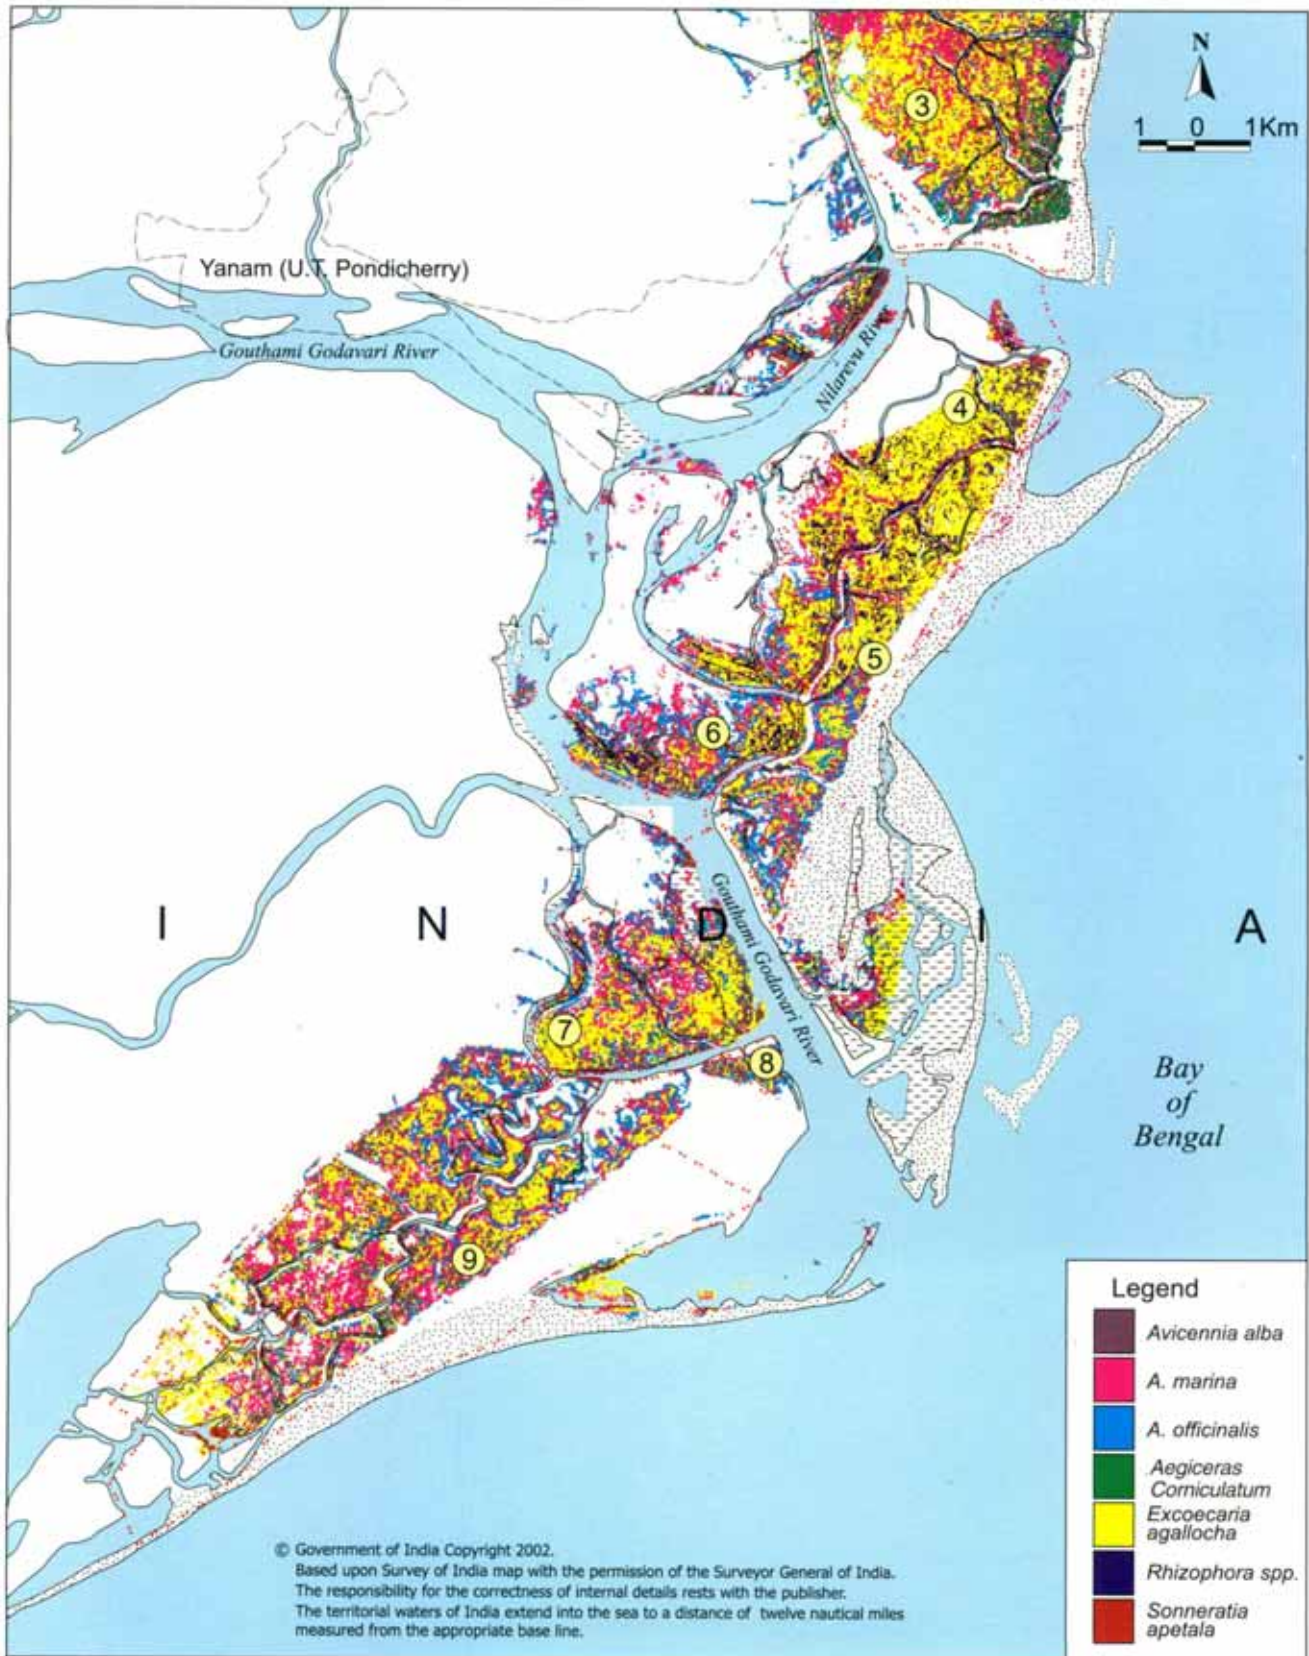 N
1 0 1Km
3
Yanam (U.T. Pondicherry)
Gouthami Godavari River
Nilarevu River
4
5
6
I N D I A
Gouthami Godavari River
7
8
9
Bay
of
Bengal
Legend
Avicennia alba
A. marina
A. officinalis
Aegiceras
Corniculatum
Excoecaria
agallocha
Rhizophora spp.
Sonneratia
apetala
© Government of India Copyright 2002.
Based upon Survey of India map with the permission of the Surveyor General of India.
The responsibility for the correctness of internal details rests with the publisher.
The territorial waters of India extend into the sea to a distance of twelve nautical miles
measured from the appropriate base line.